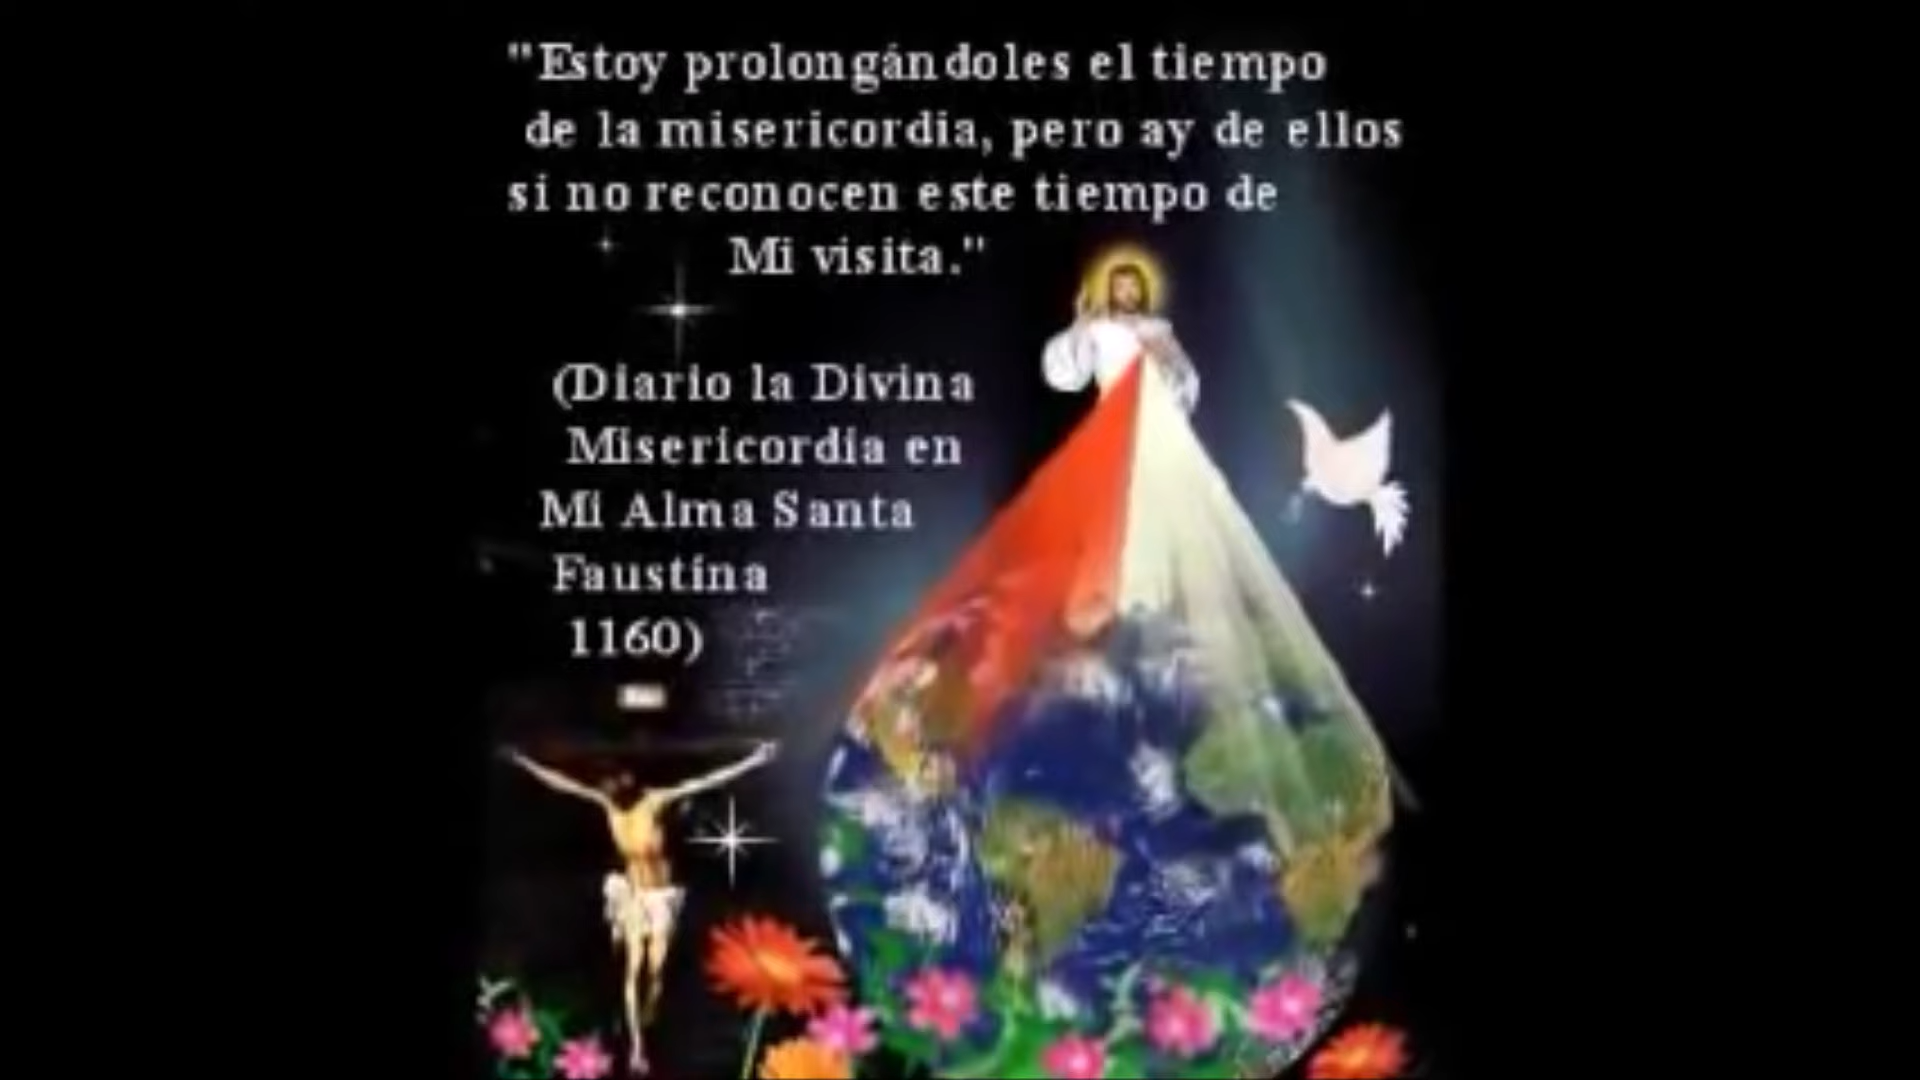 "Estoy prolongándoles el tiempo
de la misericordia, pero ay de ellos
si no reconocen este tiempo de
Mi visita."
(Diario la Divina
Misericordia en
Mi Alma Santa
Faustina
1160)